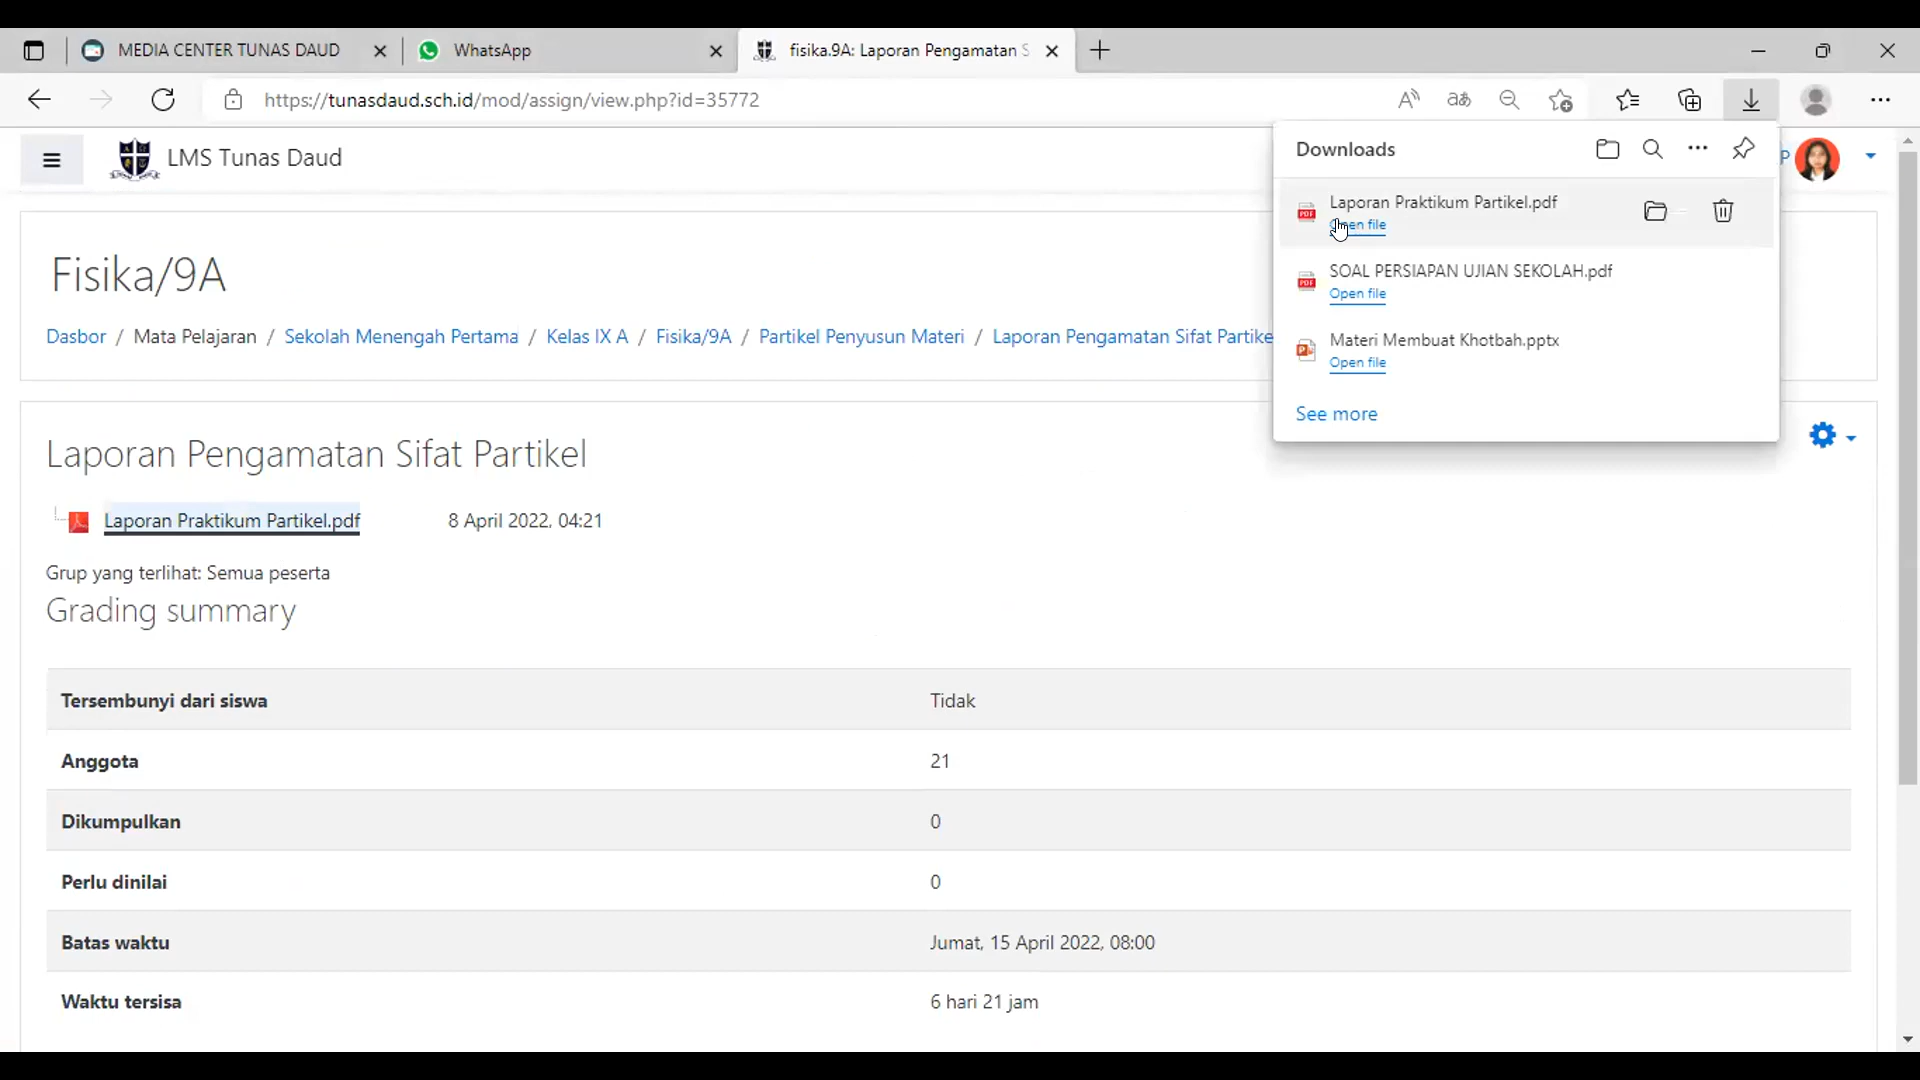 MEDIA CENTER TUNAS DAUD
WhatsApp
fisika.9A: Laporan Pengamatan S
https://tunasdaud.sch.id/mod/assign/view.php?id=35772
LMS Tunas Daud
P
Downloads
Laporan Praktikum Partikel.pdf
en file
SOAL PERSIAPAN UJIAN SEKOLAH.pdf
Open file
Materi Membuat Khotbah.pptx
Open file
See more
Fisika/9A
Dasbor / Mata Pelajaran / Sekolah Menengah Pertama / Kelas IX A / Fisika/9A / Partikel Penyusun Materi / Laporan Pengamatan Sifat Partike
Laporan Pengamatan Sifat Partikel
Laporan Praktikum Partikel.pdf 8 April 2022, 04:21
Grup yang terlihat: Semua peserta
Grading summary
Tersembunyi dari siswa Tidak
Anggota 21
Dikumpulkan 0
Perlu dinilai 0
Batas waktu Jumat, 15 April 2022, 08:00
Waktu tersisa 6 hari 21 jam